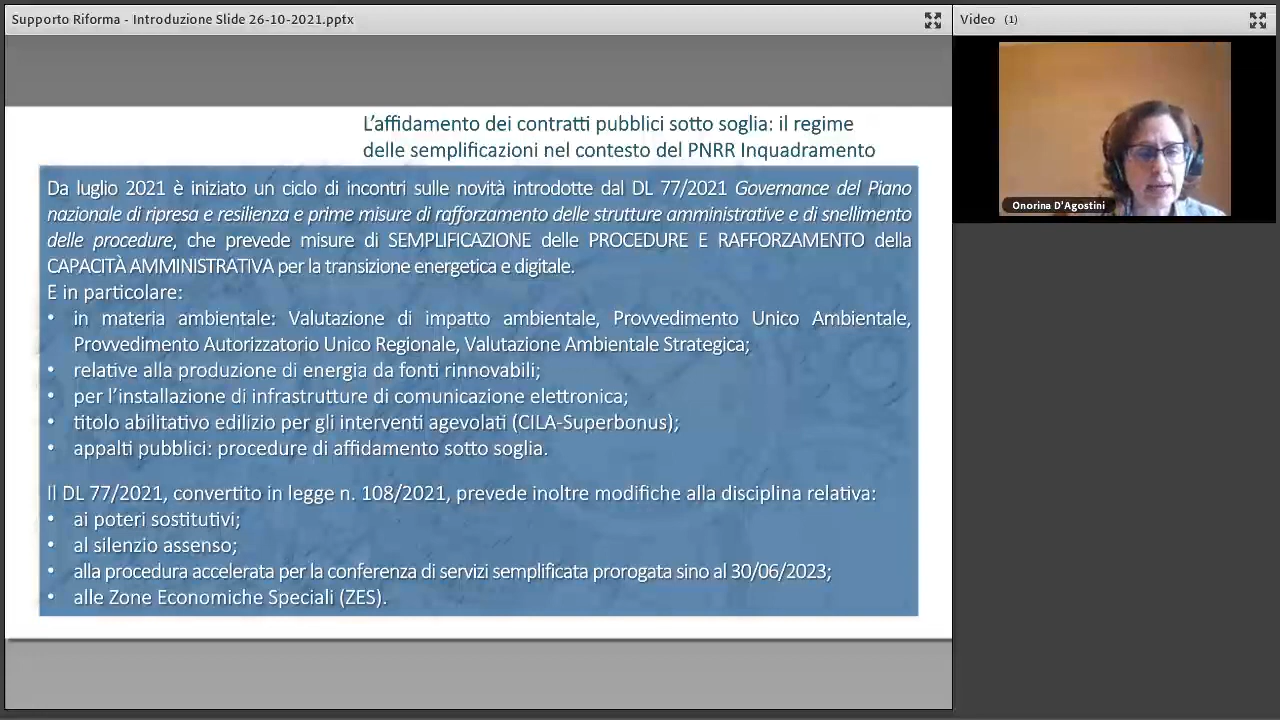 Supporto Riforma - Introduzione Slide 26-10-2021.pptx
Video (1)
L'affidamento dei contratti pubblici sotto soglia: il regime
delle semplificazioni nel contesto del PNRR Inquadramento
Da luglio 2021 è iniziato un ciclo di incontri sulle novità introdotte dal DL 77/2021 Governance del Piano
nazionale di ripresa e resilienza e prime misure di rafforzamento delle strutture amministrative e di snellimento
delle procedure, che prevede misure di SEMPLIFICAZIONE delle PROCEDURE E RAFFORZAMENTO della
CAPACITÀ AMMINISTRATIVA per la transizione energetica e digitale.
E in particolare:
• in materia ambientale: Valutazione di impatto ambientale, Provvedimento Unico Ambientale,
Provvedimento Autorizzatorio Unico Regionale, Valutazione Ambientale Strategica;
• relative alla produzione di energia da fonti rinnovabili;
• per l'installazione di infrastrutture di comunicazione elettronica;
• titolo abilitativo edilizio per gli interventi agevolati (CILA-Superbonus);
• appalti pubblici: procedure di affidamento sotto soglia.
Il DL 77/2021, convertito in legge n. 108/2021, prevede inoltre modifiche alla disciplina relativa:
• ai poteri sostitutivi;
• al silenzio assenso;
• alla procedura accelerata per la conferenza di servizi semplificata prorogata sino al 30/06/2023;
• alle Zone Economiche Speciali (ZES).
Onorina D'Agostini